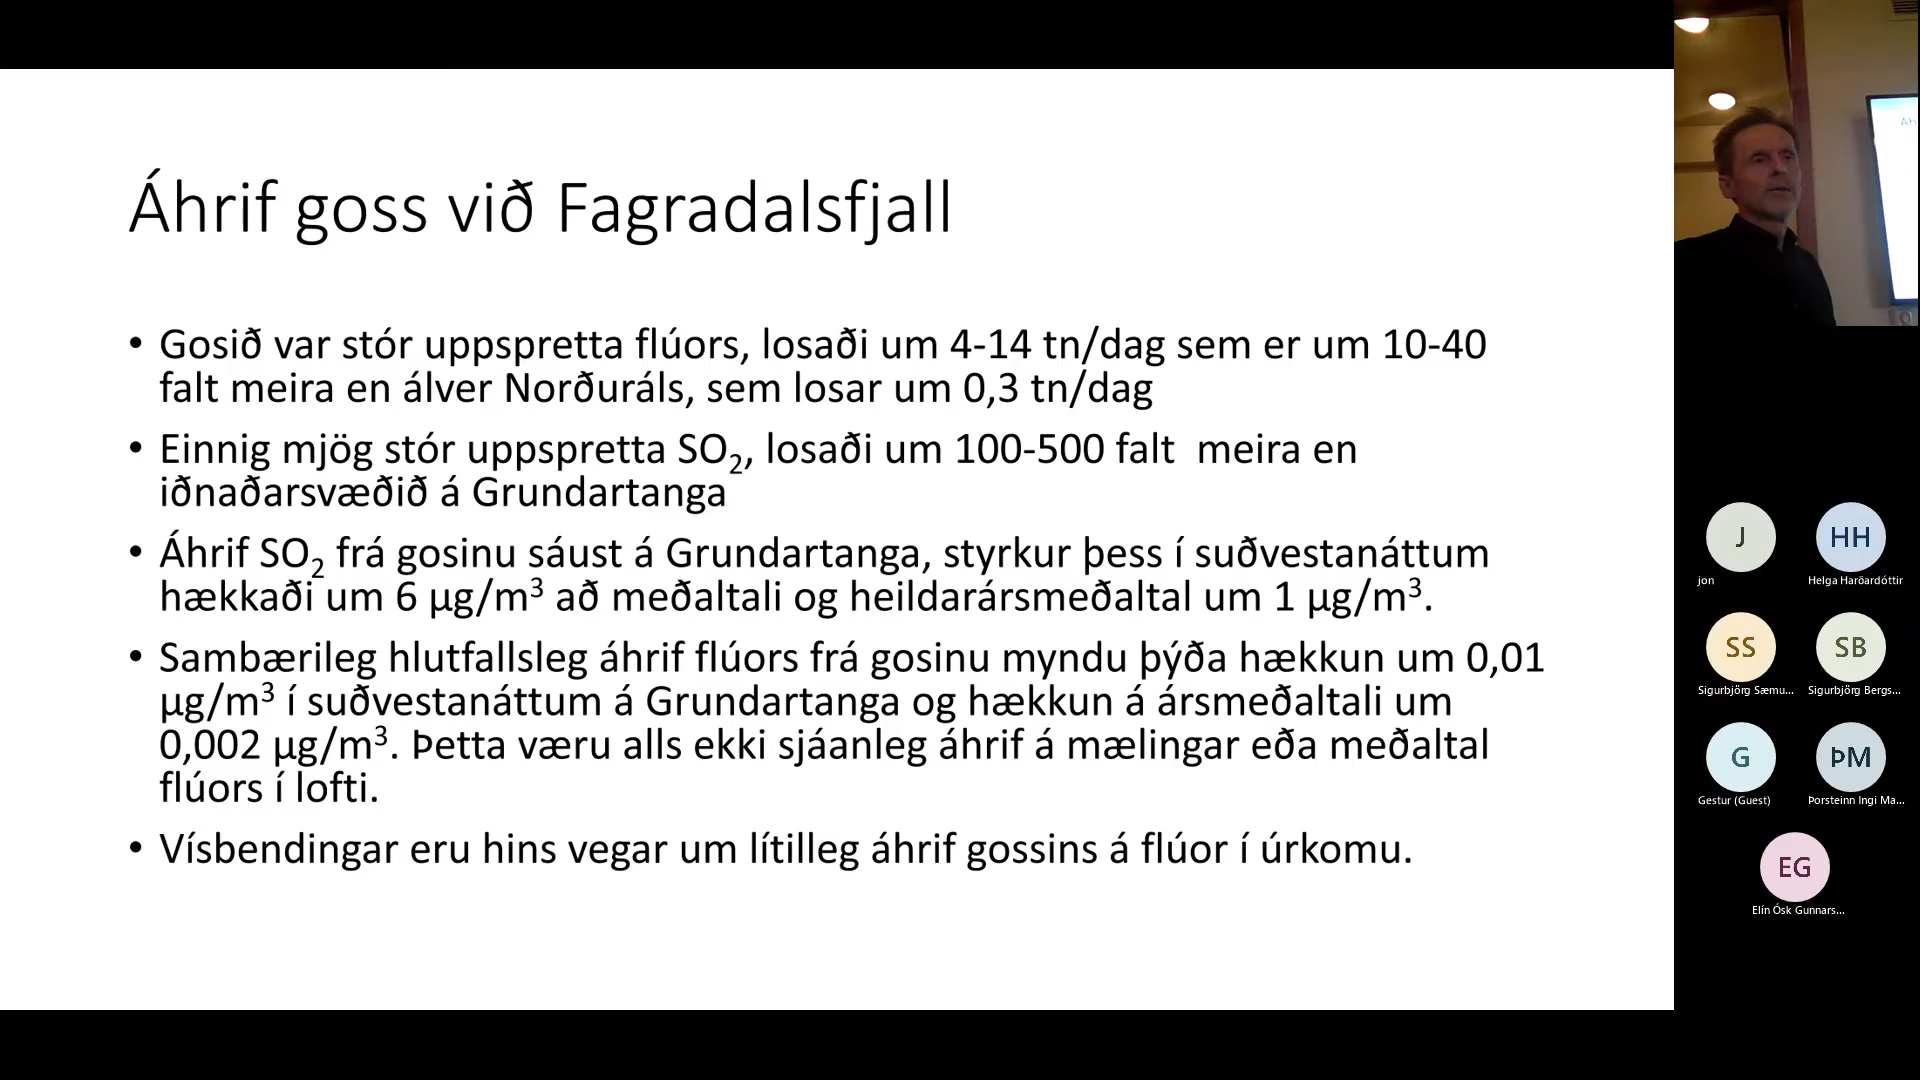 Áhrif goss við Fagradalsfjall
• Gosið var stór uppspretta flúors, losaði um 4-14 tn/dag sem er um 10-40
falt meira en álver Norðuráls, sem losar um 0,3 tn/dag
• Einnig mjög stór uppspretta SO₂, losaði um 100-500 falt  meira en
iðnaðarsvæðið á Grundartanga
• Áhrif SO₂ frá gosinu sáust á Grundartanga, styrkur þess í suðvestanáttum
hækkaði um 6 µg/m³ að meðaltali og heildarársmeðaltal um 1 µg/m³.
• Sambærileg hlutfallsleg áhrif flúors frá gosinu myndu þýða hækkun um 0,01
µg/m³ í suðvestanáttum á Grundartanga og hækkun á ársmeðaltali um
0,002 µg/m³. Þetta væru alls ekki sjáanleg áhrif á mælingar eða meðaltal
flúors í lofti.
• Vísbendingar eru hins vegar um lítilleg áhrif gossins á flúor í úrkomu.
J
jon
HH
Helga Harðardóttir
SS
Sigurbjörg Sæmu...
SB
Sigurbjörg Bergs...
G
Gestur (Guest)
ÞM
Þorsteinn Ingi Ma...
EG
Elín Ósk Gunnars...